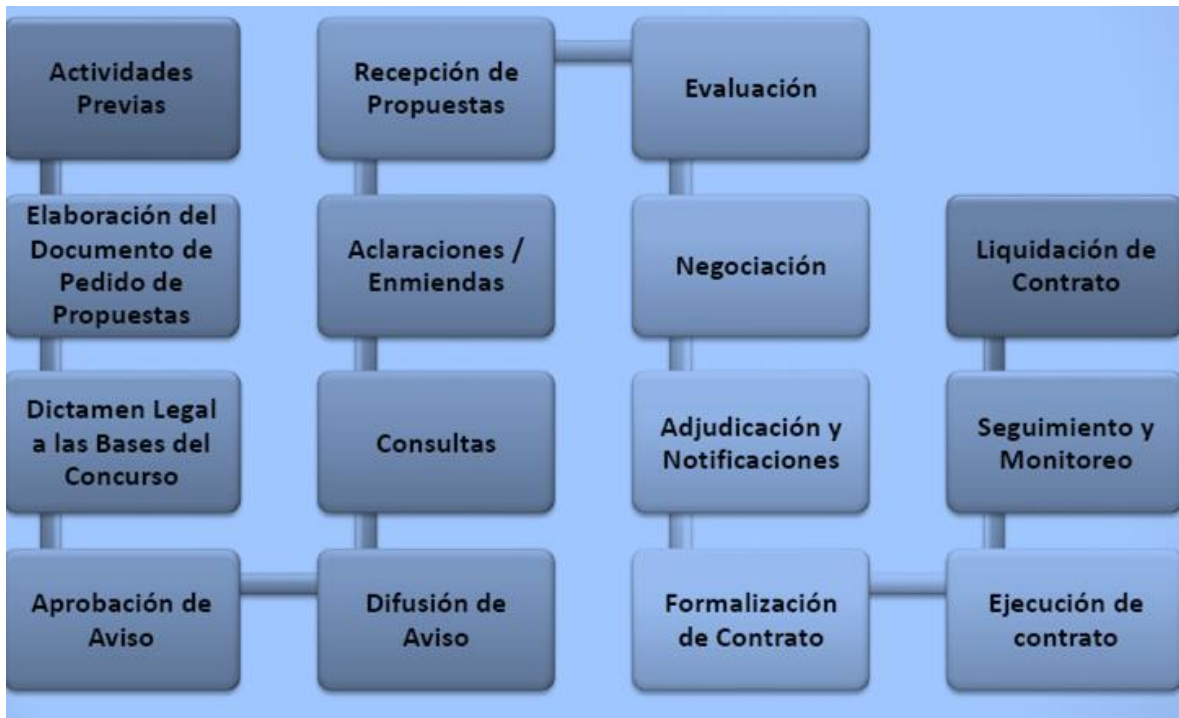 Actividades
Previas
Elaboración del
Documento de
Pedido de
Propuestas
Dictamen Legal
a las Bases del
Concurso
Aprobación de
Aviso
Difusión de
Aviso
Consultas
Aclaraciones /
Enmiendas
Recepción de
Propuestas
Evaluación
Negociación
Adjudicación y
Notificaciones
Formalización
de Contrato
Ejecución de
contrato
Seguimiento y
Monitoreo
Liquidación de
Contrato